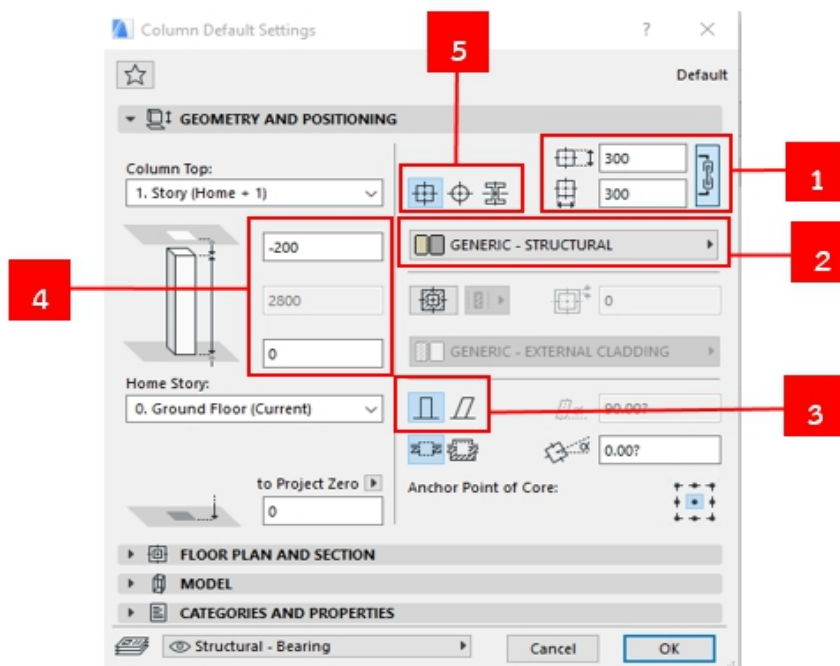 Column Default Settings
?
5
Default
GEOMETRY AND POSITIONING
Column Top:
1. Story (Home + 1)
300
300
1
-200
2800
0
4
GENERIC - STRUCTURAL
2
0
GENERIC - EXTERNAL CLADDING
Home Story:
0. Ground Floor (Current)
90.00?
3
α
0.00?
to Project Zero
0
Anchor Point of Core:
FLOOR PLAN AND SECTION
MODEL
CATEGORIES AND PROPERTIES
Structural - Bearing
Cancel
OK